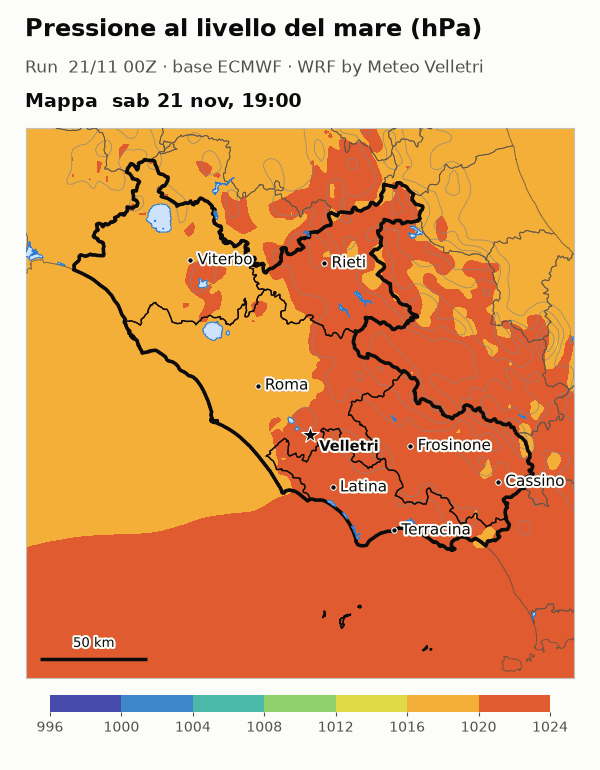 Pressione al livello del mare (hPa)
Run  21/11 00Z · base ECMWF · WRF by Meteo Velletri
Mappa  sab 21 nov, 19:00
Viterbo
Rieti
Roma
Velletri
Frosinone
Latina
Cassino
Terracina
50 km
996 1000 1004 1008 1012 1016 1020 1024